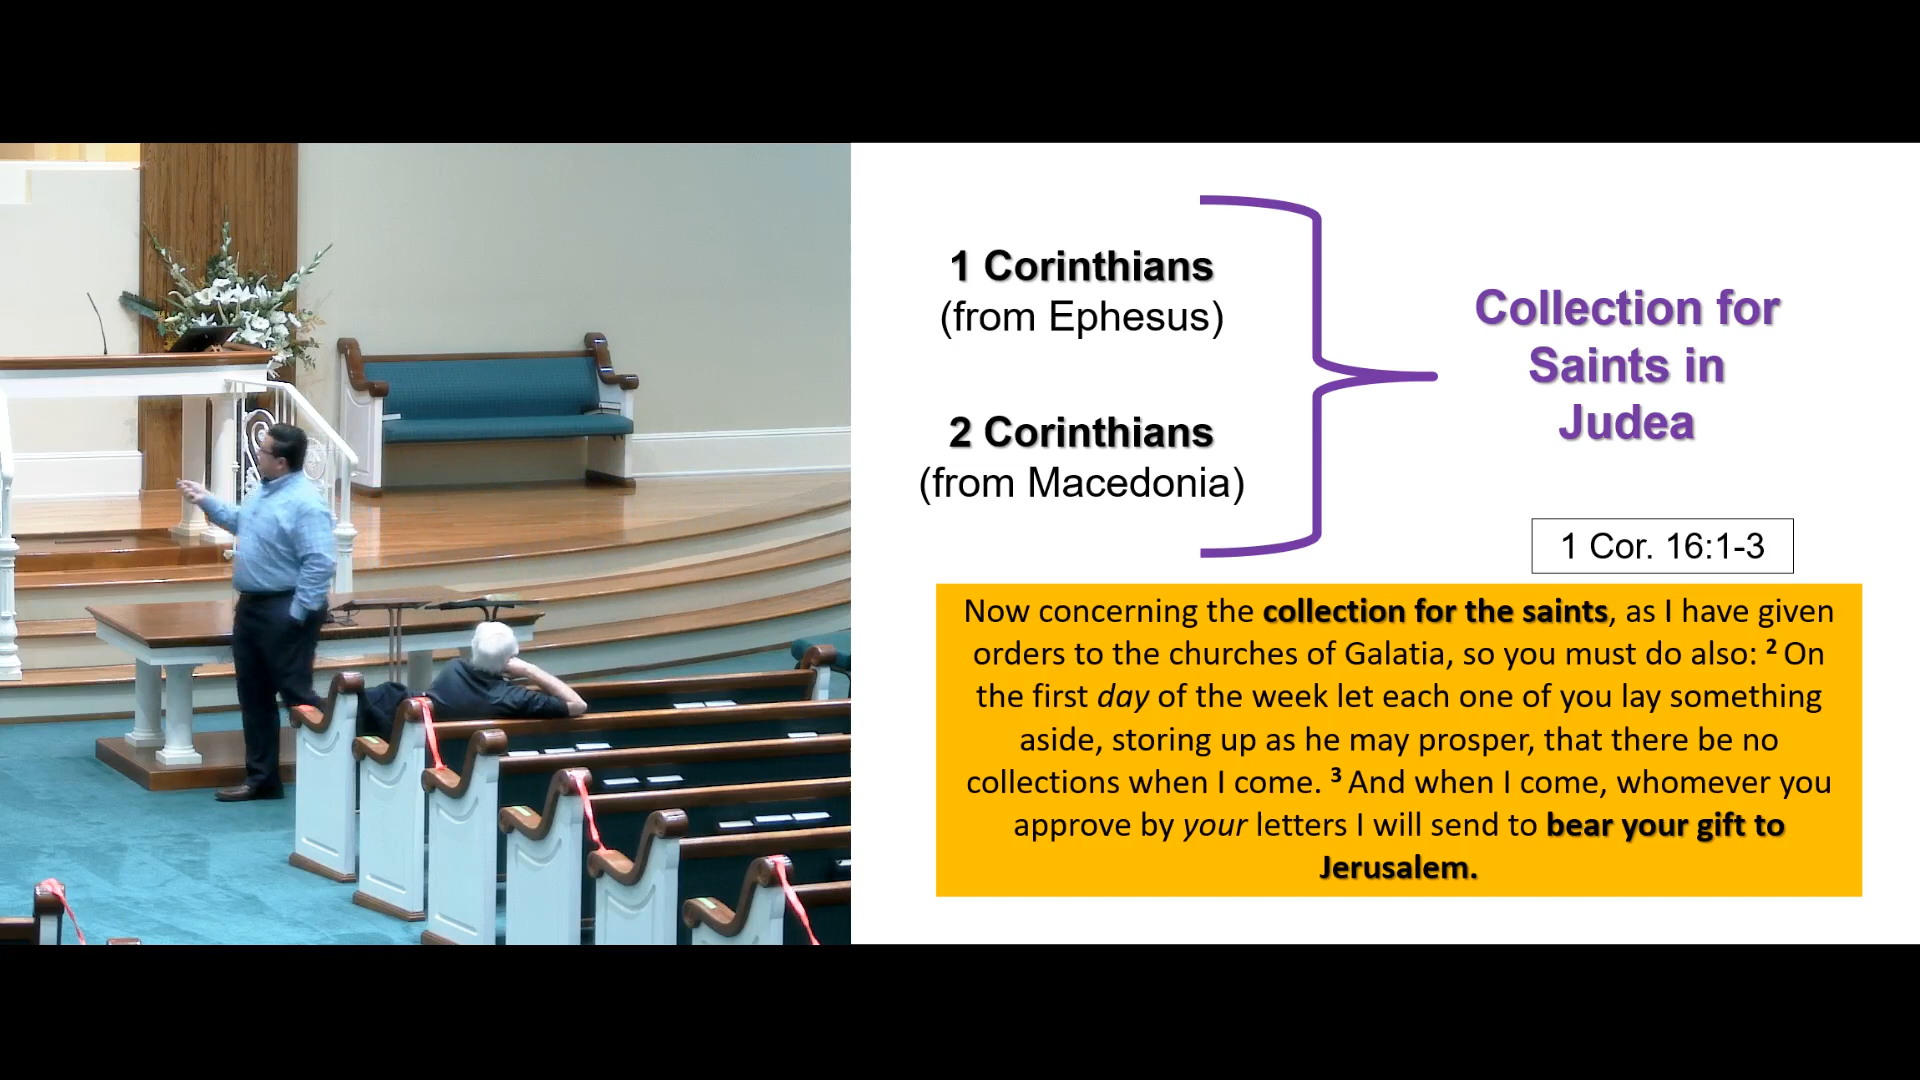 1 Corinthians
(from Ephesus)
2 Corinthians
(from Macedonia)
Collection for
Saints in
Judea
1 Cor. 16:1-3
Now concerning the collection for the saints, as I have given
orders to the churches of Galatia, so you must do also: ² On
the first day of the week let each one of you lay something
aside, storing up as he may prosper, that there be no
collections when I come. ³ And when I come, whomever you
approve by your letters I will send to bear your gift to
Jerusalem.